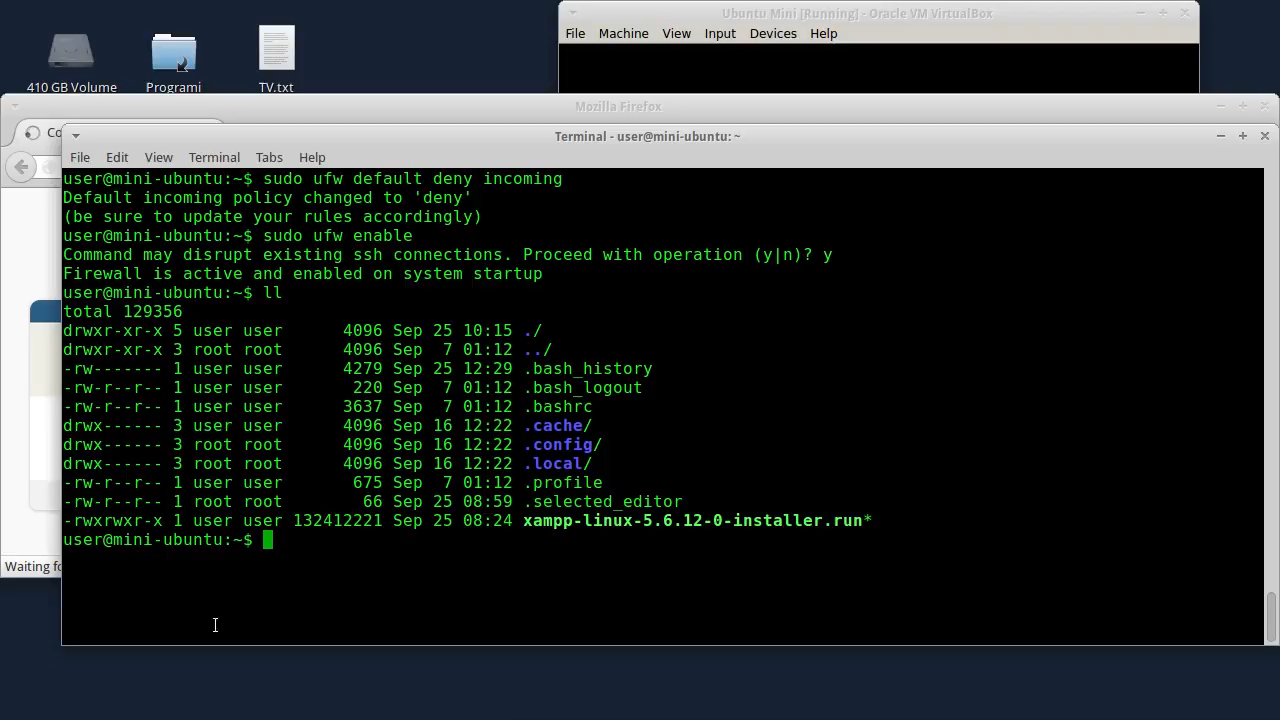 Ubuntu Mini [Running] - Oracle VM VirtualBox
File Machine View Input Devices Help
410 GB Volume
Programi
TV.txt
Mozilla Firefox
Co
Terminal - user@mini-ubuntu: ~
File Edit View Terminal Tabs Help
user@mini-ubuntu:~$ sudo ufw default deny incoming
Default incoming policy changed to 'deny'
(be sure to update your rules accordingly)
user@mini-ubuntu:~$ sudo ufw enable
Command may disrupt existing ssh connections. Proceed with operation (y|n)? y
Firewall is active and enabled on system startup
user@mini-ubuntu:~$ ll
total 129356
drwxr-xr-x 5 user user      4096 Sep 25 10:15 ./
drwxr-xr-x 3 root root      4096 Sep  7 01:12 ../
-rw------- 1 user user      4279 Sep 25 12:29 .bash_history
-rw-r--r-- 1 user user       220 Sep  7 01:12 .bash_logout
-rw-r--r-- 1 user user      3637 Sep  7 01:12 .bashrc
drwx------ 3 user user      4096 Sep 16 12:22 .cache/
drwx------ 3 root root      4096 Sep 16 12:22 .config/
drwx------ 3 root root      4096 Sep 16 12:22 .local/
-rw-r--r-- 1 user user       675 Sep  7 01:12 .profile
-rw-r--r-- 1 root root        66 Sep 25 08:59 .selected_editor
-rwxrwxr-x 1 user user 132412221 Sep 25 08:24 xampp-linux-5.6.12-0-installer.run*
user@mini-ubuntu:~$
Waiting fo